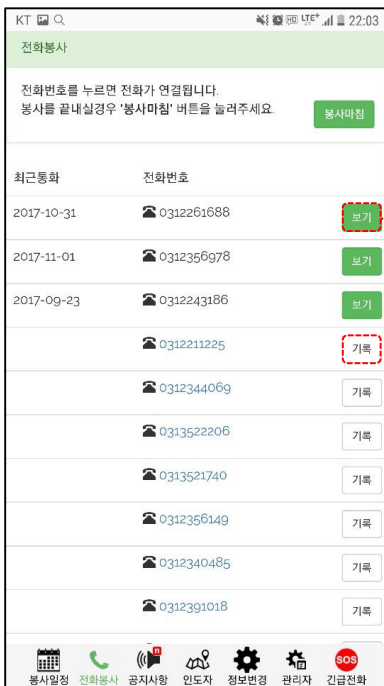 KT LTE+ 22:03
전화봉사
전화번호를 누르면 전화가 연결됩니다.
봉사를 끝내실경우 '봉사마침' 버튼을 눌러주세요.
봉사마침
최근통화 전화번호
2017-10-31 0312261688 보기
2017-11-01 0312356978 보기
2017-09-23 0312243186 보기
0312211225 기록
0312344069 기록
0313522206 기록
0313521740 기록
0312356149 기록
0312340485 기록
0312391018 기록
n SOS
봉사일정 전화봉사 공지사항 인도자 정보변경 관리자 긴급전화